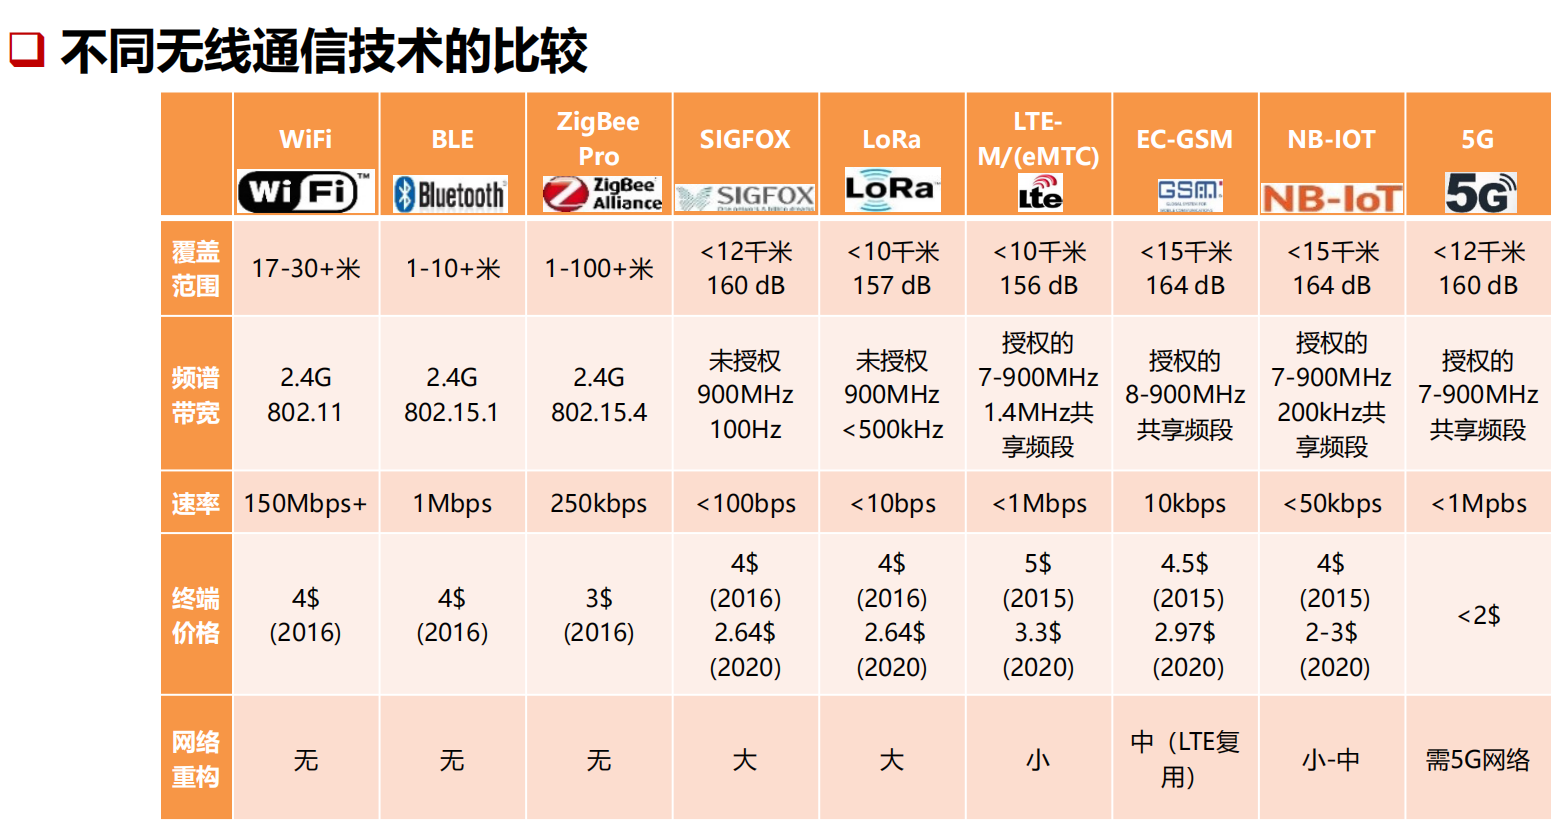 不同无线通信技术的比较
WiFi
BLE
ZigBee
Pro
SIGFOX
LoRa
LTE-
M/(eMTC)
EC-GSM
NB-IOT
5G
WiFi™
Bluetooth
ZigBee
Alliance
SIGFOX
LoRa
Lte
GSM
NB-IoT
5G
覆盖
范围
17-30+米
1-10+米
1-100+米
<12千米
160 dB
<10千米
157 dB
<10千米
156 dB
<15千米
164 dB
<15千米
164 dB
<12千米
160 dB
频谱
带宽
2.4G
802.11
2.4G
802.15.1
2.4G
802.15.4
未授权
900MHz
100Hz
未授权
900MHz
<500kHz
授权的
7-900MHz
1.4MHz共
享频段
授权的
8-900MHz
共享频段
授权的
7-900MHz
200kHz共
享频段
授权的
7-900MHz
共享频段
速率
150Mbps+
1Mbps
250kbps
<100bps
<10bps
<1Mbps
10kbps
<50kbps
<1Mpbs
终端
价格
4$
(2016)
4$
(2016)
3$
(2016)
4$
(2016)
2.64$
(2020)
4$
(2016)
2.64$
(2020)
5$
(2015)
3.3$
(2020)
4.5$
(2015)
2.97$
(2020)
4$
(2015)
2-3$
(2020)
<2$
网络
重构
无
无
无
大
大
小
中（LTE复
用）
小-中
需5G网络